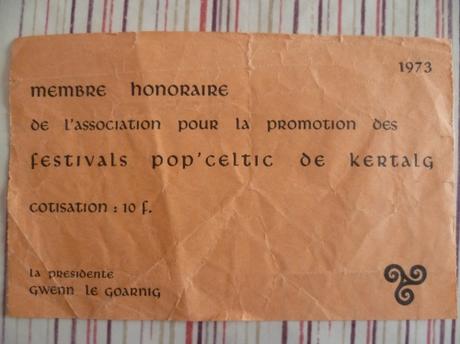 1973
membre honoraire
de l'association pour la promotion des
festivals pop'celtic de kertalg
cotisation : 10 f.
la presidente
gwenn le goarnig